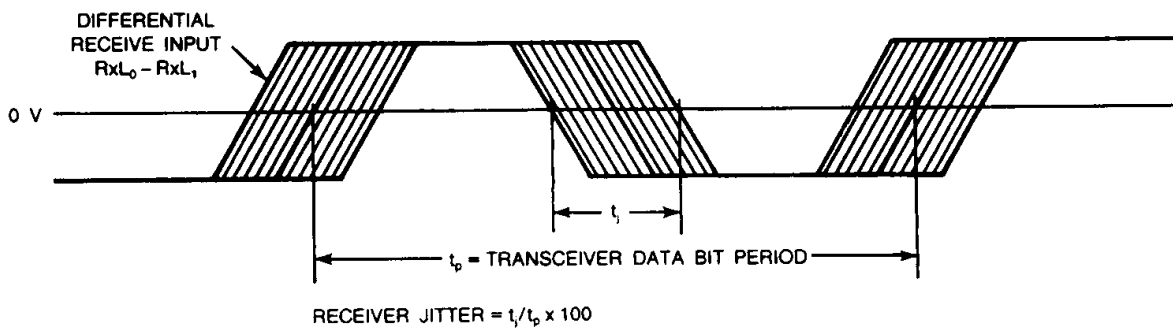 DIFFERENTIAL
RECEIVE INPUT
RxL₀ – RxL₁
0 V
tⱼ
tₚ = TRANSCEIVER DATA BIT PERIOD
RECEIVER JITTER = tⱼ/tₚ x 100